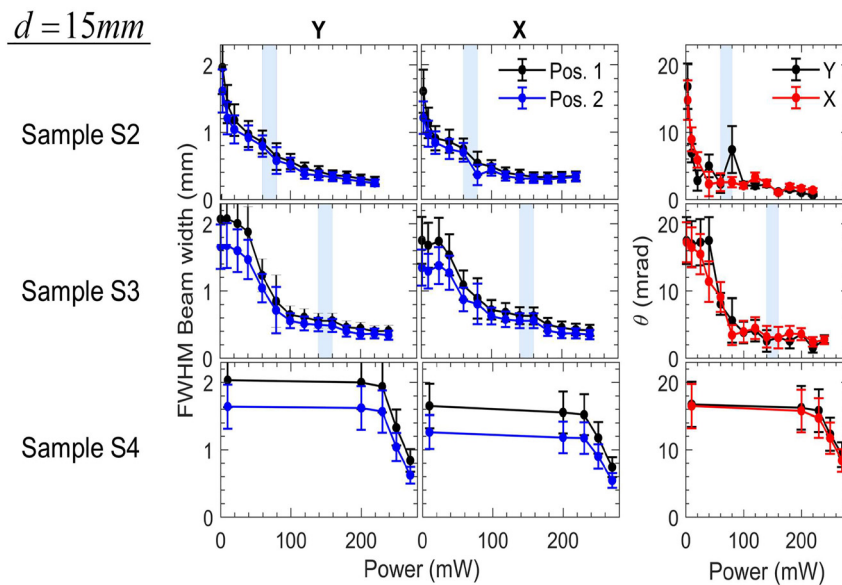 d = 15mm
Y
X
Sample S2
Sample S3
Sample S4
FWHM Beam width (mm)
2
1
0
2
1
0
2
1
0
Pos. 1
Pos. 2
Y
X
θ (mrad)
20
10
0
20
10
0
20
10
0
0 100 200
0 100 200
0 100 200
Power (mW)
Power (mW)
Power (mW)